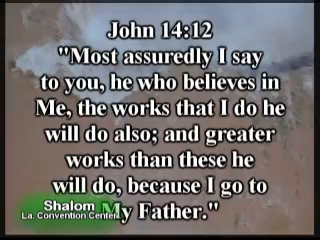 John 14:12
"Most assuredly I say
to you, he who believes in
Me, the works that I do he
will do also; and greater
works than these he
will do, because I go to
My Father."
Shalom
La. Convention Center